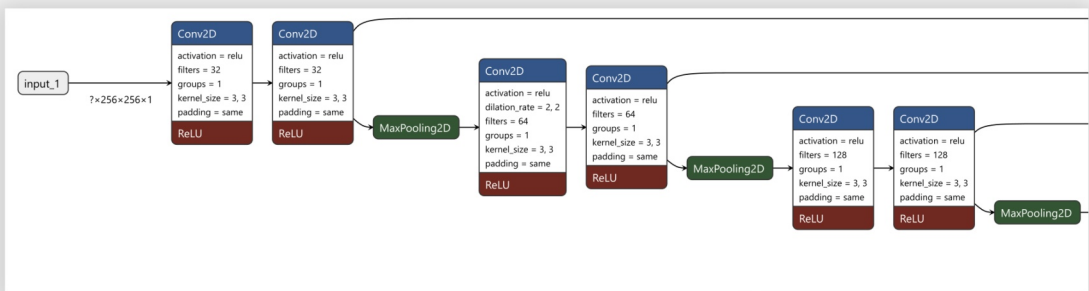 input_1
?×256×256×1
Conv2D
activation = relu
filters = 32
groups = 1
kernel_size = 3, 3
padding = same
ReLU
Conv2D
activation = relu
filters = 32
groups = 1
kernel_size = 3, 3
padding = same
ReLU
MaxPooling2D
Conv2D
activation = relu
dilation_rate = 2, 2
filters = 64
groups = 1
kernel_size = 3, 3
padding = same
ReLU
Conv2D
activation = relu
filters = 64
groups = 1
kernel_size = 3, 3
padding = same
ReLU
MaxPooling2D
Conv2D
activation = relu
filters = 128
groups = 1
kernel_size = 3, 3
padding = same
ReLU
Conv2D
activation = relu
filters = 128
groups = 1
kernel_size = 3, 3
padding = same
ReLU
MaxPooling2D